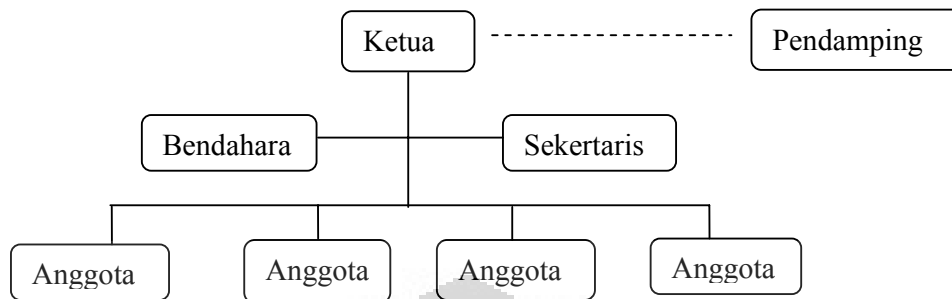 Ketua
Pendamping
Bendahara
Sekertaris
Anggota
Anggota
Anggota
Anggota